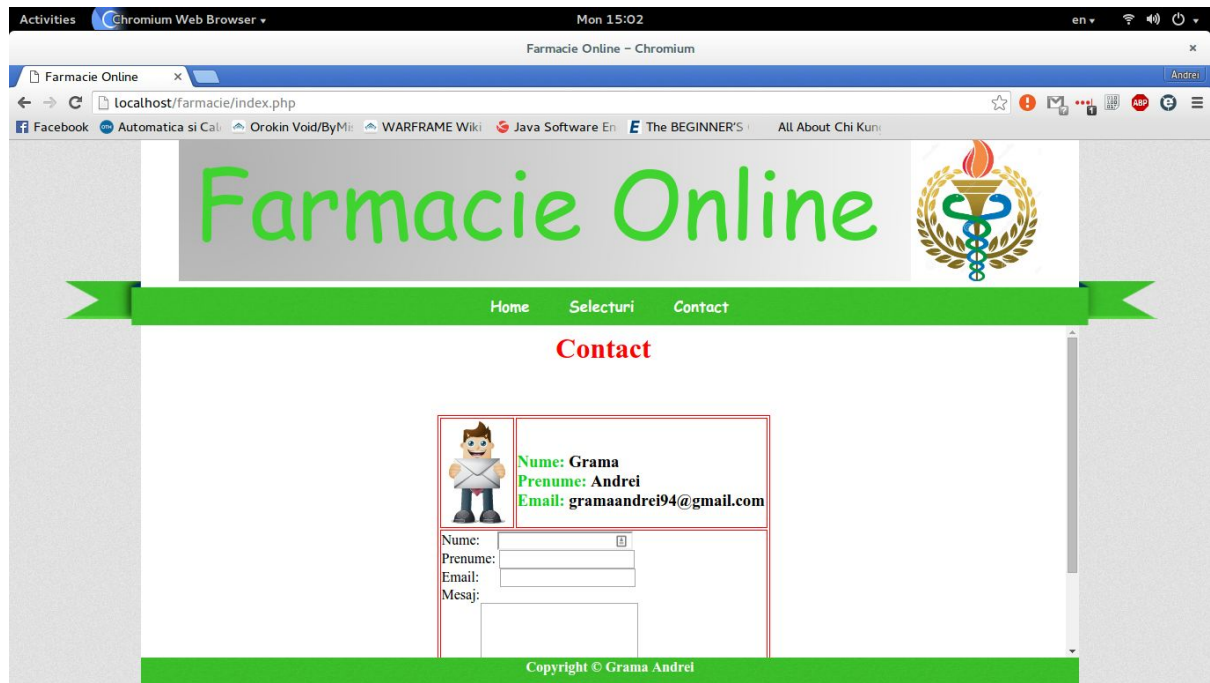 Activities Chromium Web Browser Mon 15:02 en
Farmacie Online – Chromium ×
Farmacie Online × Andrei
localhost/farmacie/index.php ABP
Facebook Automatica si Cal Orokin Void/ByMi WARFRAME Wiki Java Software En The BEGINNER'S All About Chi Kung
Farmacie Online
Home Selecturi Contact
Contact
Nume: Grama
Prenume: Andrei
Email: gramaandrei94@gmail.com
Nume:
Prenume:
Email:
Mesaj:
Copyright © Grama Andrei